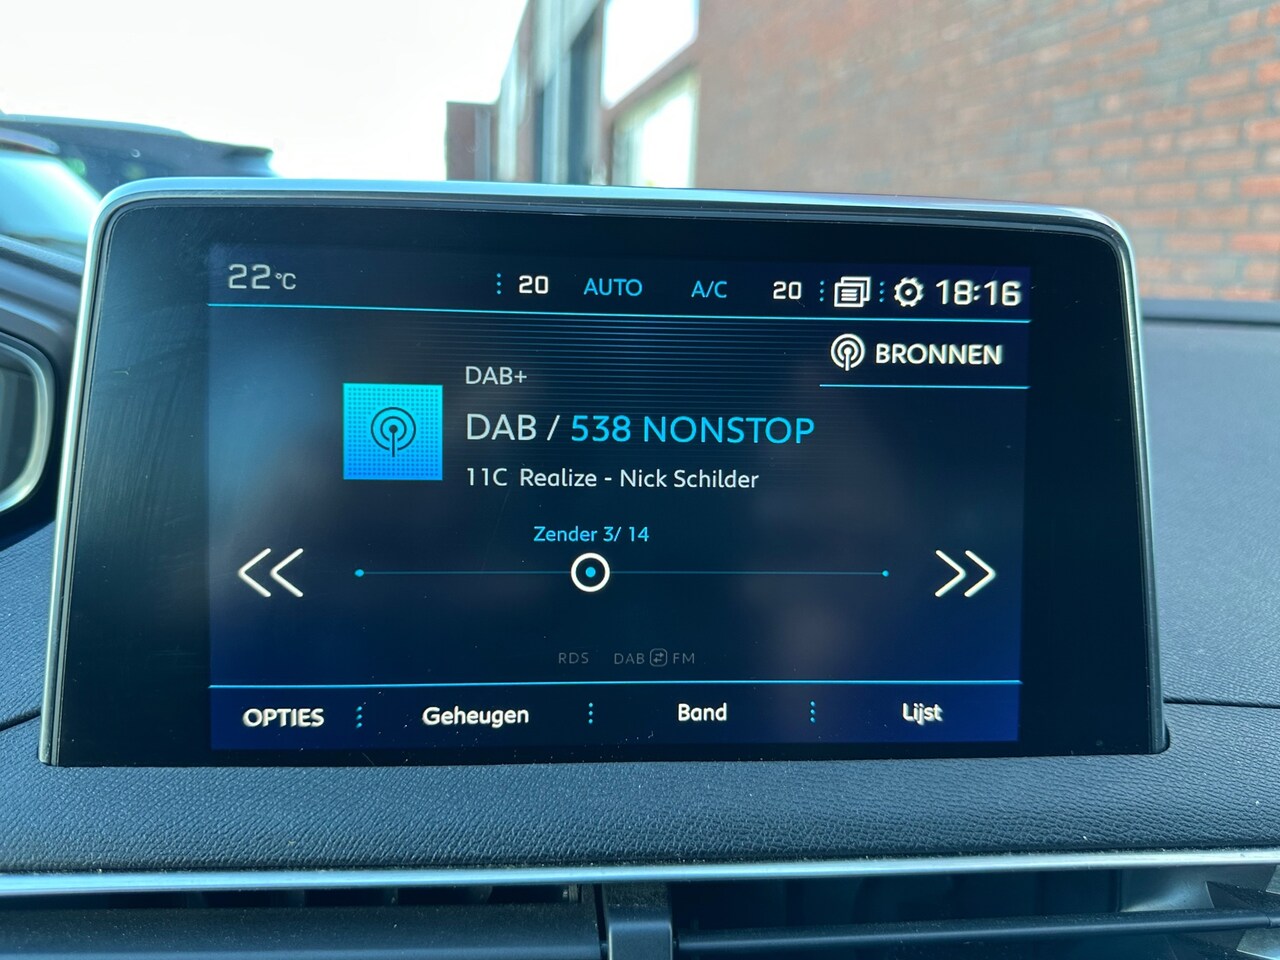 22°C 20 AUTO A/C 20 18:16
BRONNEN
DAB+
DAB / 538 NONSTOP
11C Realize - Nick Schilder
Zender 3/ 14
RDS DAB FM
OPTIES Geheugen Band Lijst